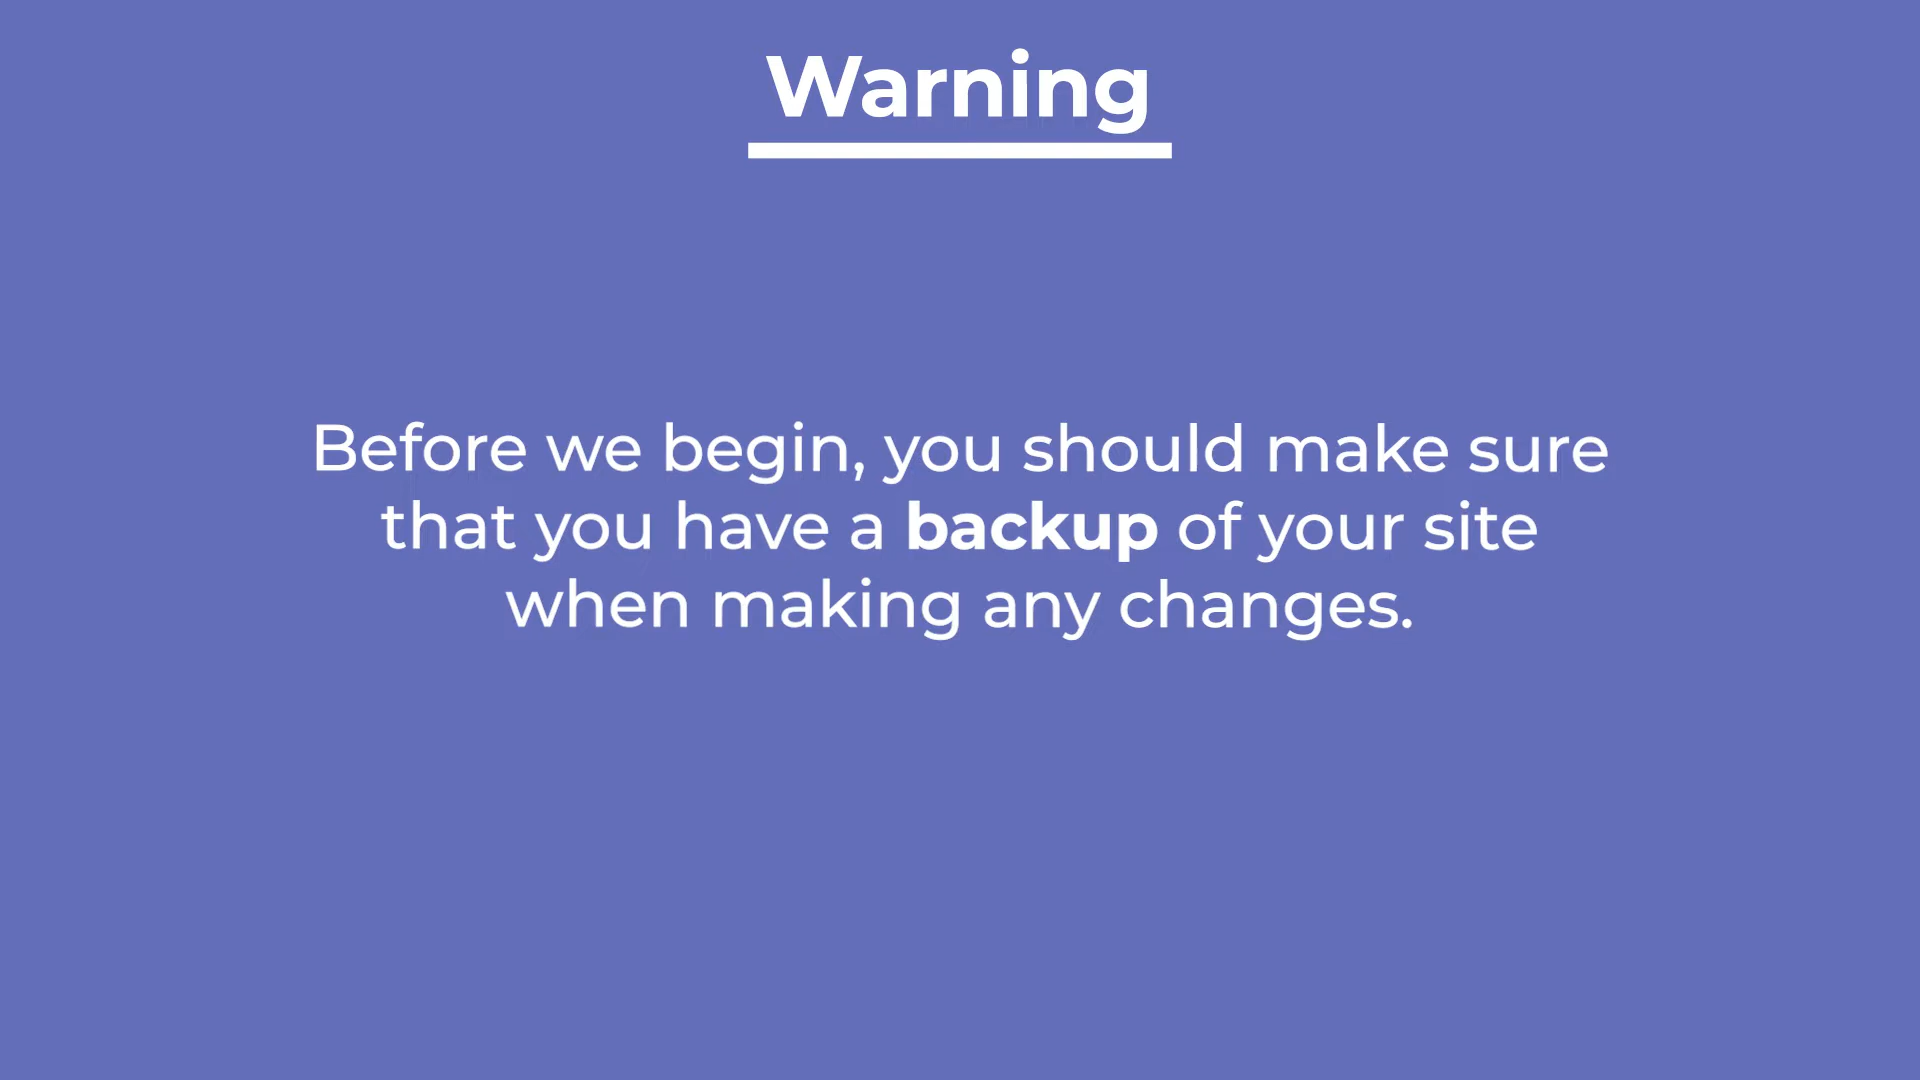 Warning
Before we begin, you should make sure
that you have a backup of your site
when making any changes.